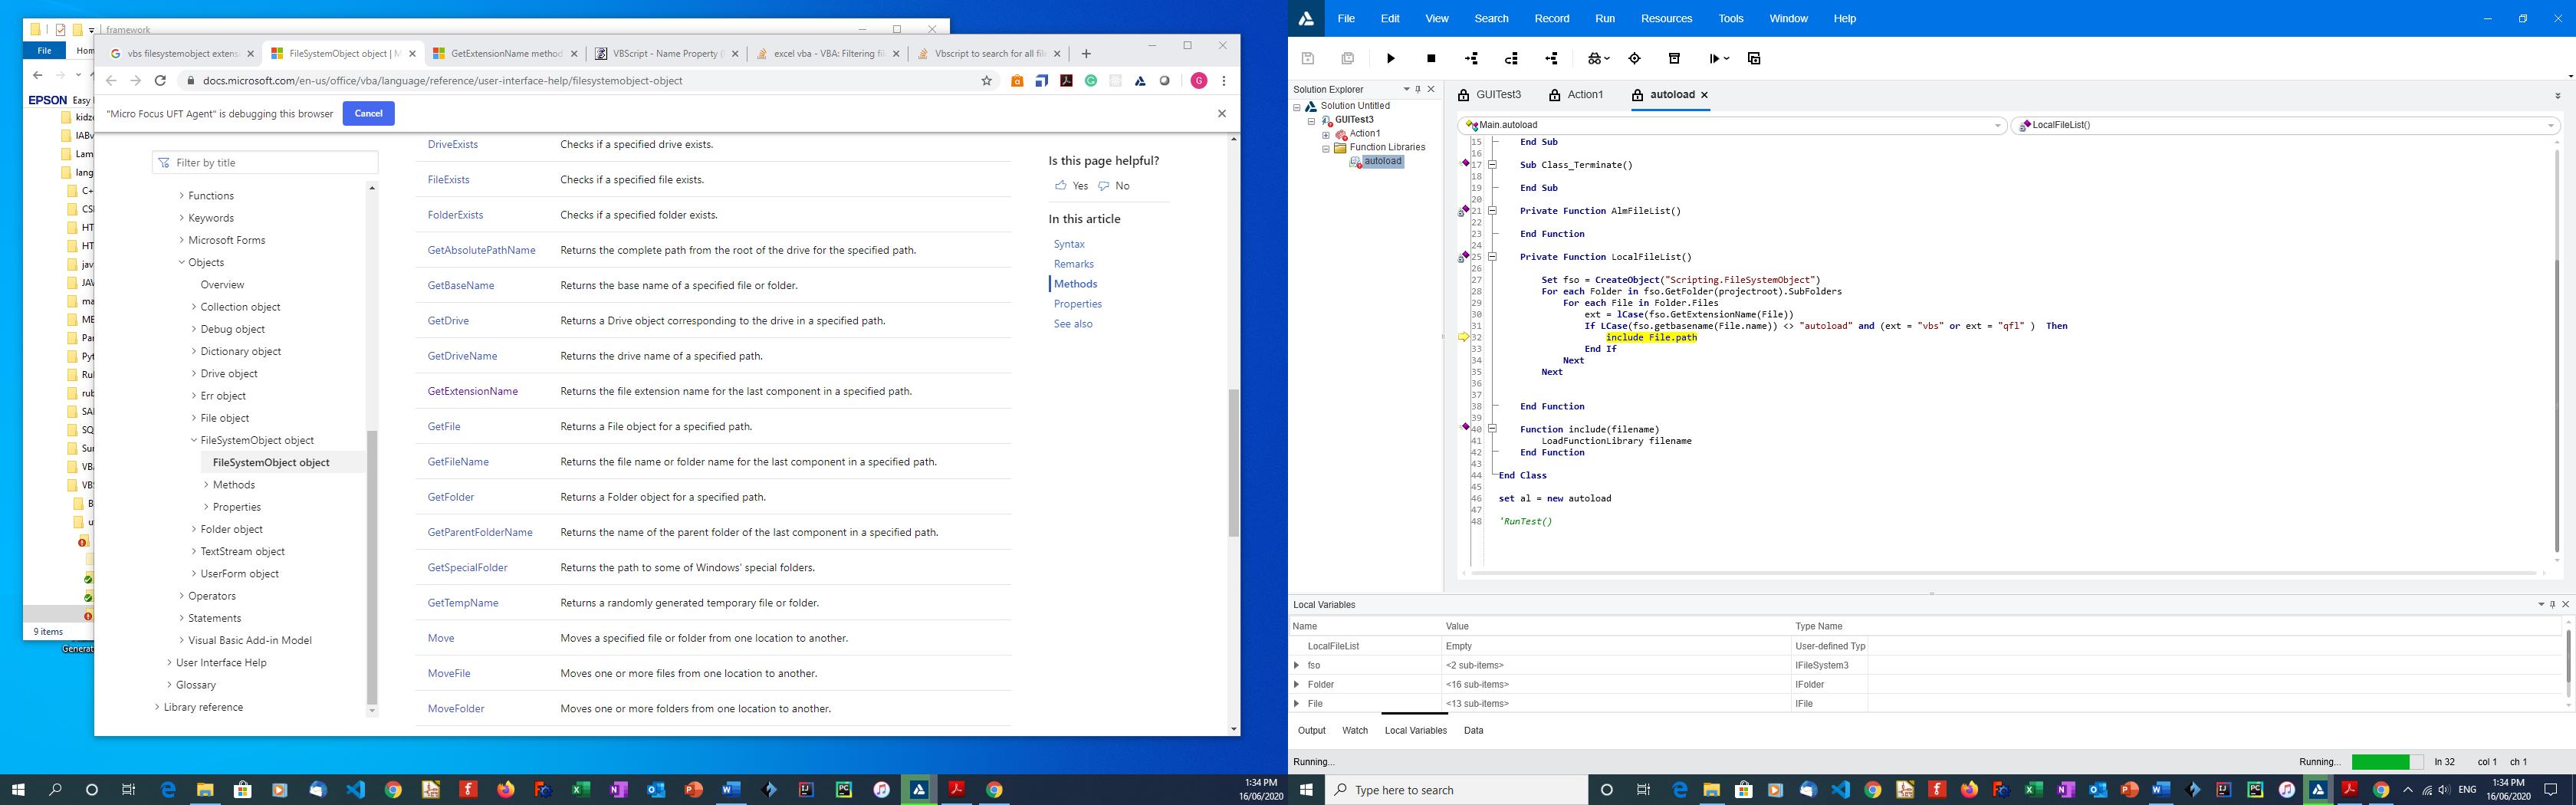 framework
File
Hom
EPSON Easy
kidzo
IABv
Lam
lang
C+
CSI
HT
HT
jav
JAV
ma
ME
Par
Pyt
Rul
rub
SAI
SQ
Sur
VBA
VBS
B
u
9 items
Generat
vbs filesystemobject extens
FileSystemObject object | M
GetExtensionName method
VBScript - Name Property (
excel vba - VBA: Filtering fil
Vbscript to search for all file
docs.microsoft.com/en-us/office/vba/language/reference/user-interface-help/filesystemobject-object
G
"Micro Focus UFT Agent" is debugging this browser
Cancel
Filter by title
Functions
Keywords
Microsoft Forms
Objects
Overview
Collection object
Debug object
Dictionary object
Drive object
Err object
File object
FileSystemObject object
FileSystemObject object
Methods
Properties
Folder object
TextStream object
UserForm object
Operators
Statements
Visual Basic Add-in Model
User Interface Help
Glossary
Library reference
DriveExists Checks if a specified drive exists.
FileExists Checks if a specified file exists.
FolderExists Checks if a specified folder exists.
GetAbsolutePathName Returns the complete path from the root of the drive for the specified path.
GetBaseName Returns the base name of a specified file or folder.
GetDrive Returns a Drive object corresponding to the drive in a specified path.
GetDriveName Returns the drive name of a specified path.
GetExtensionName Returns the file extension name for the last component in a specified path.
GetFile Returns a File object for a specified path.
GetFileName Returns the file name or folder name for the last component in a specified path.
GetFolder Returns a Folder object for a specified path.
GetParentFolderName Returns the name of the parent folder of the last component in a specified path.
GetSpecialFolder Returns the path to some of Windows' special folders.
GetTempName Returns a randomly generated temporary file or folder.
Move Moves a specified file or folder from one location to another.
MoveFile Moves one or more files from one location to another.
MoveFolder Moves one or more folders from one location to another.
Is this page helpful?
Yes No
In this article
Syntax
Remarks
Methods
Properties
See also
1:34 PM
16/06/2020
File Edit View Search Record Run Resources Tools Window Help
Solution Explorer
Solution Untitled
GUITest3
Action1
Function Libraries
autoload
GUITest3 Action1 autoload
Main.autoload LocalFileList()
15 End Sub
16
17 Sub Class_Terminate()
18
19 End Sub
20
21 Private Function AlmFileList()
22
23 End Function
24
25 Private Function LocalFileList()
26
27 Set fso = CreateObject("Scripting.FileSystemObject")
28 For each Folder in fso.GetFolder(projectroot).SubFolders
29 For each File in Folder.Files
30 ext = lCase(fso.GetExtensionName(File))
31 If LCase(fso.getbasename(File.name)) <> "autoload" and (ext = "vbs" or ext = "qfl" ) Then
32 include File.path
33 End If
34 Next
35 Next
36
37
38 End Function
39
40 Function include(filename)
41 LoadFunctionLibrary filename
42 End Function
43
44 End Class
45
46 set al = new autoload
47
48 'RunTest()
Local Variables
Name Value Type Name
LocalFileList Empty User-defined Typ
fso <2 sub-items> IFileSystem3
Folder <16 sub-items> IFolder
File <13 sub-items> IFile
Output Watch Local Variables Data
Running... Running... ln 32 col 1 ch 1
Type here to search
ENG
1:34 PM
16/06/2020